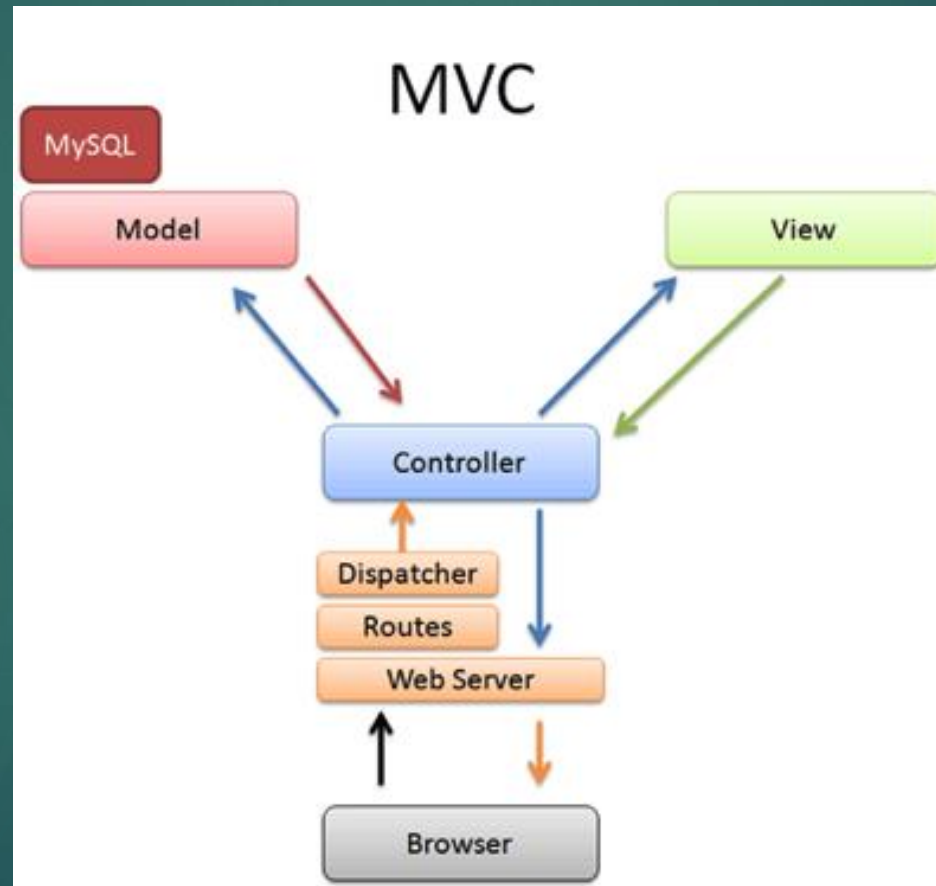 MVC
MySQL
Model
View
Controller
Dispatcher
Routes
Web Server
Browser